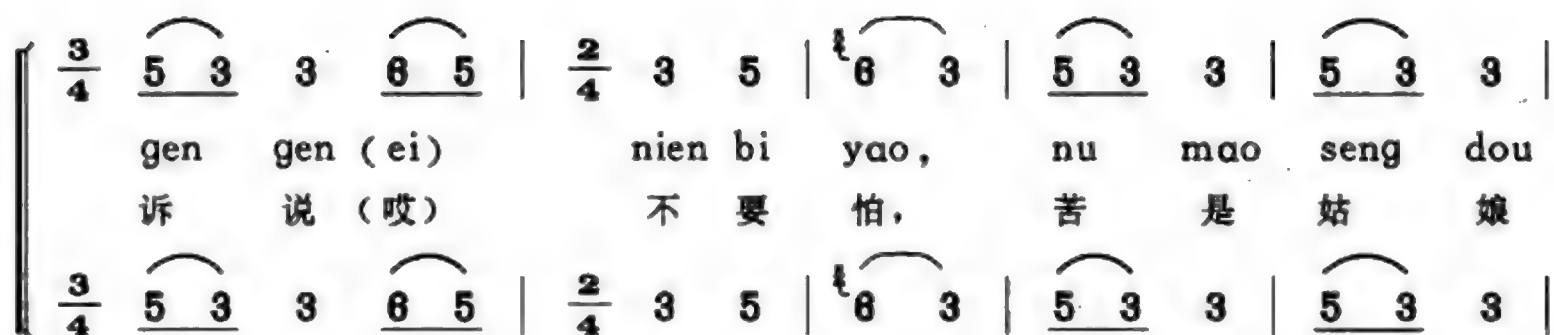 3/4 5 3 3 6 5 | 2/4 3 5 | 6 3 | 5 3 3 | 5 3 3 |
gen gen (ei) nien bi yao, nu mao seng dou
诉 说 (哎) 不 要 怕, 苦 是 姑 娘
3/4 5 3 3 6 5 | 2/4 3 5 | 6 3 | 5 3 3 | 5 3 3 |